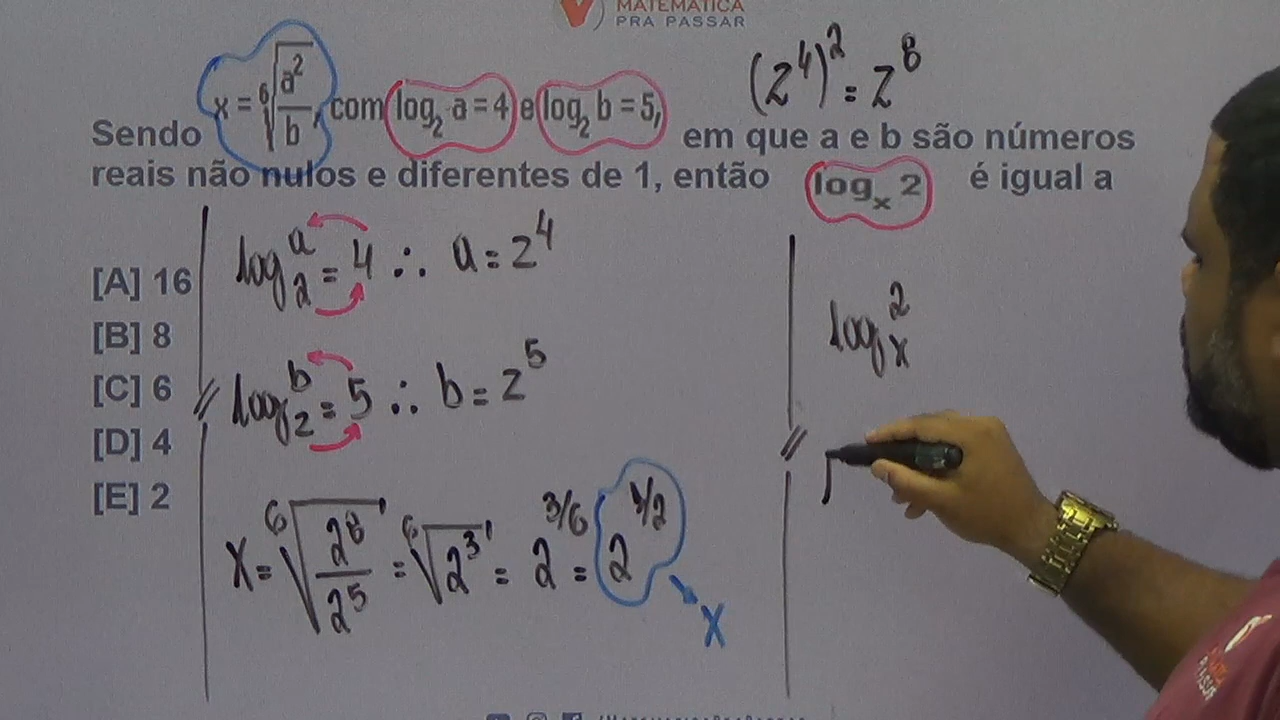 MATEMÁTICA
PRA PASSAR
(2⁴)² = 2⁸
Sendo x = ⁶√(a²/b), com log₂ a = 4 e log₂ b = 5, em que a e b são números
reais não nulos e diferentes de 1, então logₓ 2 é igual a
[A] 16
[B] 8
[C] 6
[D] 4
[E] 2
log₂ a = 4 ∴ a = 2⁴
log₂ b = 5 ∴ b = 2⁵
x = ⁶√(2⁸/2⁵) = ⁶√2³ = 2^3/6 = 2^1/2
x
logₓ 2